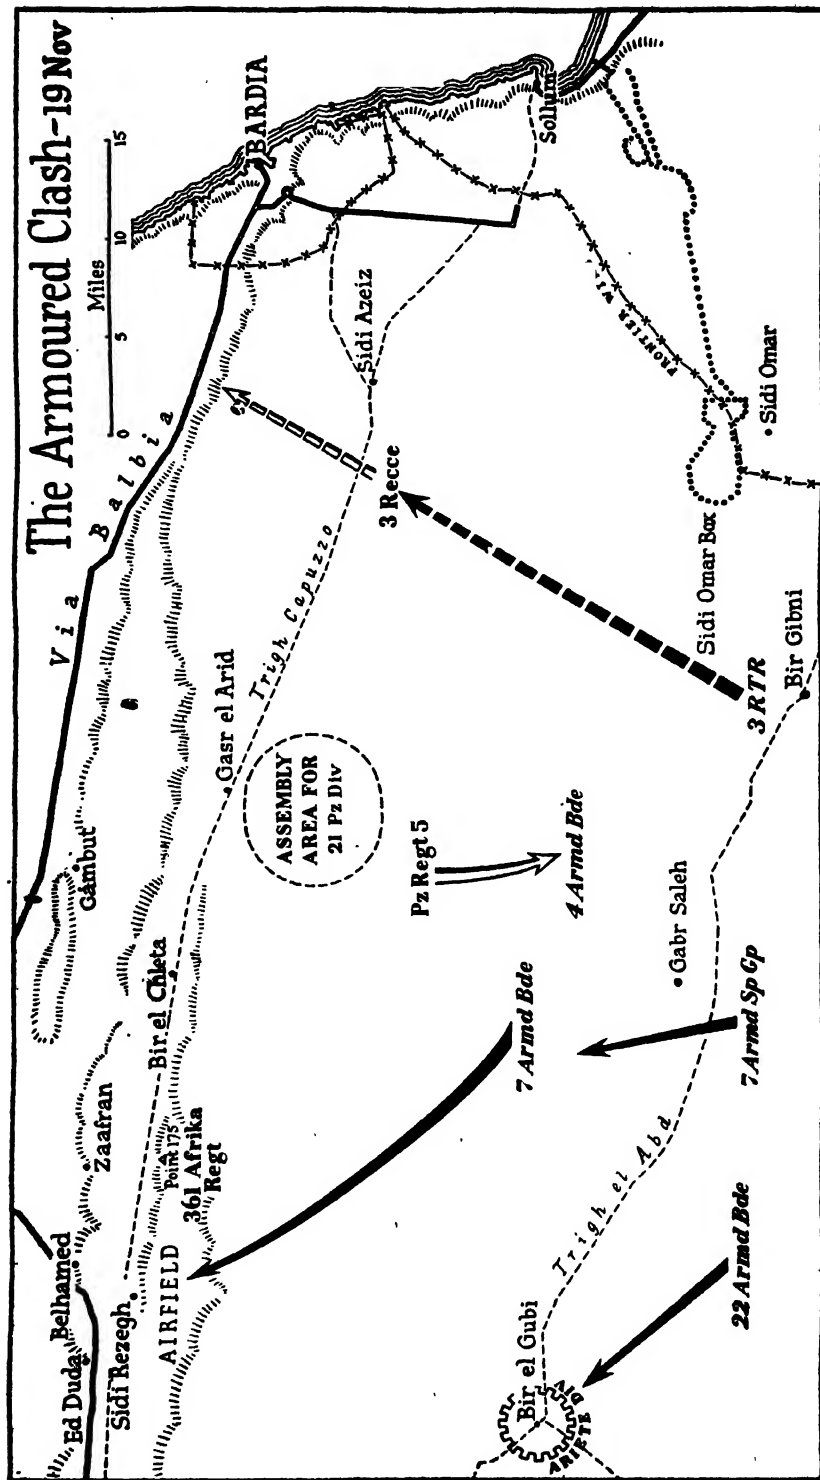 The Armoured Clash-19 Nov
Miles
0 5 10 15
Via Balbia
BARDIA
Sollum
Sidi Azeiz
FRONTIER
Sidi Omar
Sidi Omar Box
3 Recce
Trigh Capuzzo
Gasr el Arid
Gambut
ASSEMBLY
AREA FOR
21 Pz Div
Pz Regt 5
4 Armd Bde
3 RTR
Bir Gibni
Gabr Saleh
Bir el Chleta
Zaafran
Point 175
361 Afrika
Regt
Belhamed
Ed Duda
Sidi Rezegh
AIRFIELD
7 Armd Bde
7 Armd Sp Gp
Trigh el Abd
22 Armd Bde
Bir el Gubi
ARIETE DIV